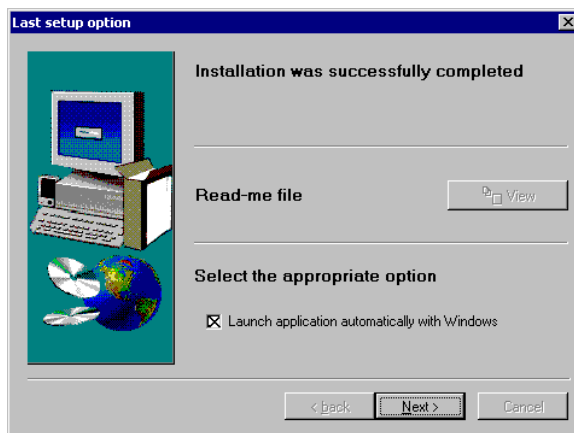 Last setup option
Installation was successfully completed
Read-me file
View
Select the appropriate option
Launch application automatically with Windows
< back
Next >
Cancel